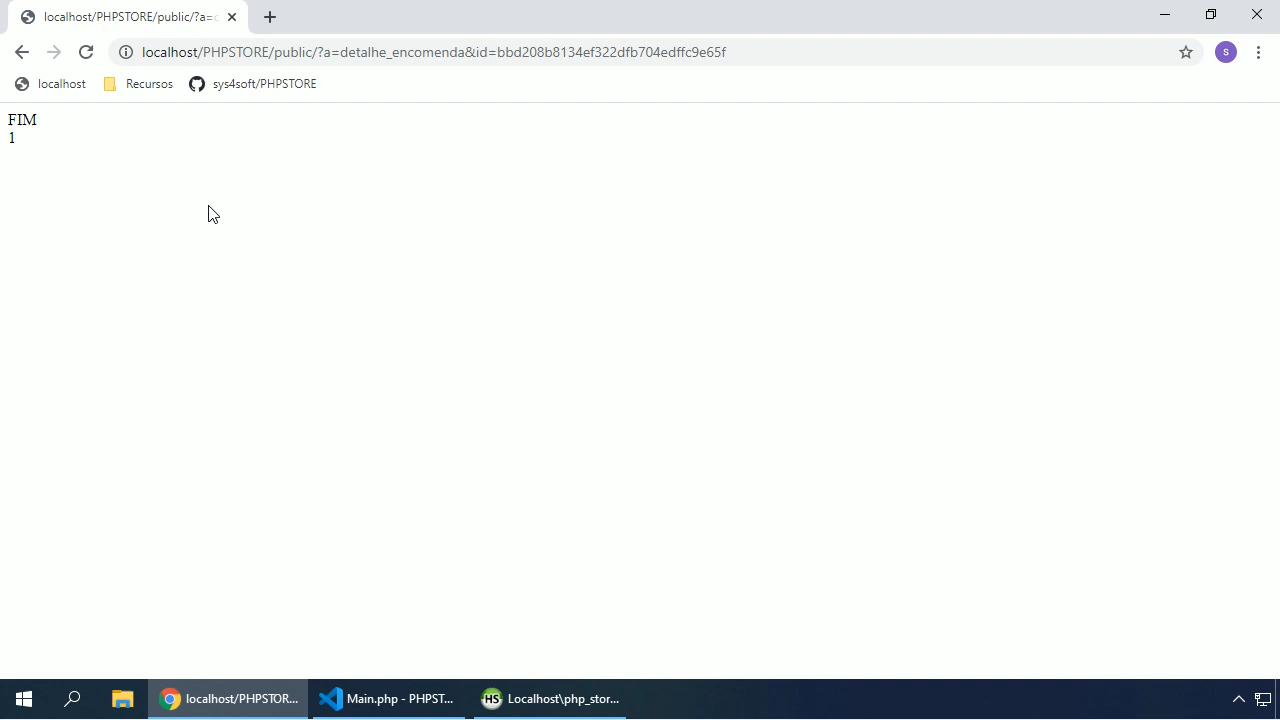 localhost/PHPSTORE/public/?a=
localhost/PHPSTORE/public/?a=detalhe_encomenda&id=bbd208b8134ef322dfb704edffc9e65f
S
localhost
Recursos
sys4soft/PHPSTORE
FIM
1
localhost/PHPSTOR...
Main.php - PHPST...
HS
Localhost\php_stor...